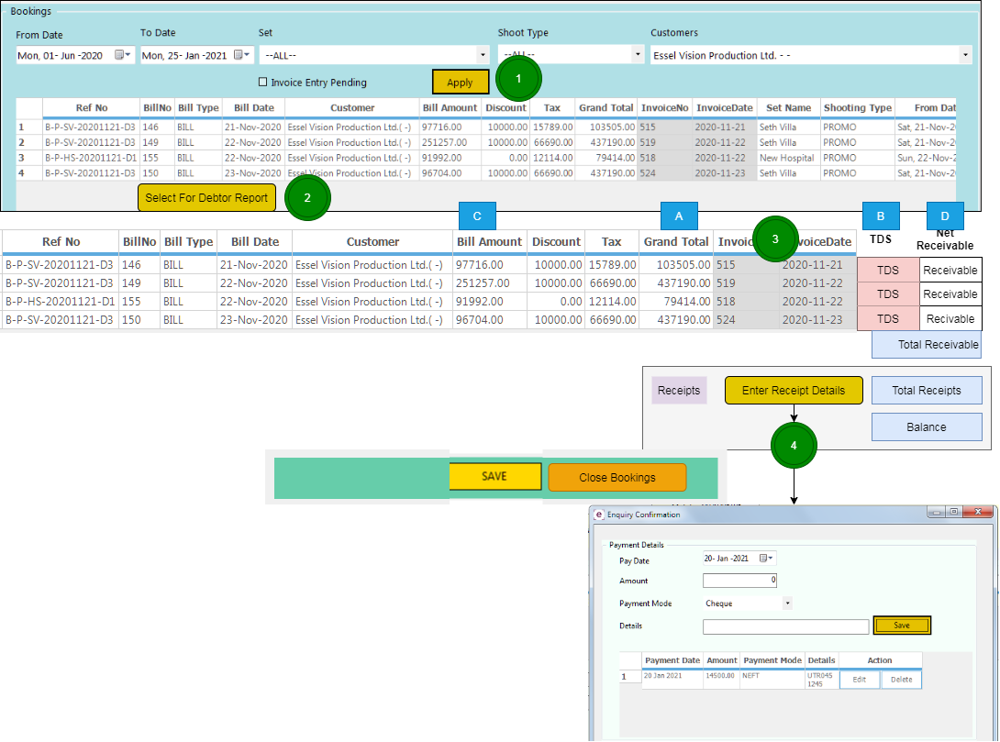 Bookings
From Date To Date Set Shoot Type Customers
Mon, 01- Jun -2020 Mon, 25- Jan -2021 --ALL-- --ALL-- Essel Vision Production Ltd. - -
Invoice Entry Pending Apply 1
Ref No BillNo Bill Type Bill Date Customer Bill Amount Discount Tax Grand Total InvoiceNo InvoiceDate Set Name Shooting Type From Dat
1 B-P-SV-20201121-D3 146 BILL 21-Nov-2020 Essel Vision Production Ltd.( -) 97716.00 10000.00 15789.00 103505.00 515 2020-11-21 Seth Villa PROMO Sat, 21-Nov-2
2 B-P-SV-20201121-D3 149 BILL 22-Nov-2020 Essel Vision Production Ltd.( -) 251257.00 10000.00 66690.00 437190.00 519 2020-11-22 Seth Villa PROMO Sat, 21-Nov-2
3 B-P-HS-20201121-D1 155 BILL 22-Nov-2020 Essel Vision Production Ltd.( -) 91992.00 0.00 12114.00 79414.00 518 2020-11-22 New Hospital PROMO Sun, 22-Nov-2
4 B-P-SV-20201121-D3 150 BILL 23-Nov-2020 Essel Vision Production Ltd.( -) 96704.00 10000.00 66690.00 437190.00 524 2020-11-23 Seth Villa PROMO Sat, 21-Nov-2
Select For Debtor Report 2
C A B D
Ref No BillNo Bill Type Bill Date Customer Bill Amount Discount Tax Grand Total Invoic 3 voiceDate TDS Net
Receivable
B-P-SV-20201121-D3 146 BILL 21-Nov-2020 Essel Vision Production Ltd.( -) 97716.00 10000.00 15789.00 103505.00 515 2020-11-21 TDS Receivable
B-P-SV-20201121-D3 149 BILL 22-Nov-2020 Essel Vision Production Ltd.( -) 251257.00 10000.00 66690.00 437190.00 519 2020-11-22 TDS Receivable
B-P-HS-20201121-D1 155 BILL 22-Nov-2020 Essel Vision Production Ltd.( -) 91992.00 0.00 12114.00 79414.00 518 2020-11-22
B-P-SV-20201121-D3 150 BILL 23-Nov-2020 Essel Vision Production Ltd.( -) 96704.00 10000.00 66690.00 437190.00 524 2020-11-23 TDS Recivable
Total Receivable
Receipts Enter Receipt Details Total Receipts
Balance
4
SAVE Close Bookings
e Enquiry Confirmation
Payment Details
Pay Date 20- Jan -2021
Amount 0
Payment Mode Cheque
Details Save
Payment Date Amount Payment Mode Details Action
1 20 Jan 2021 14500.00 NEFT UTR045 Edit Delete
1245